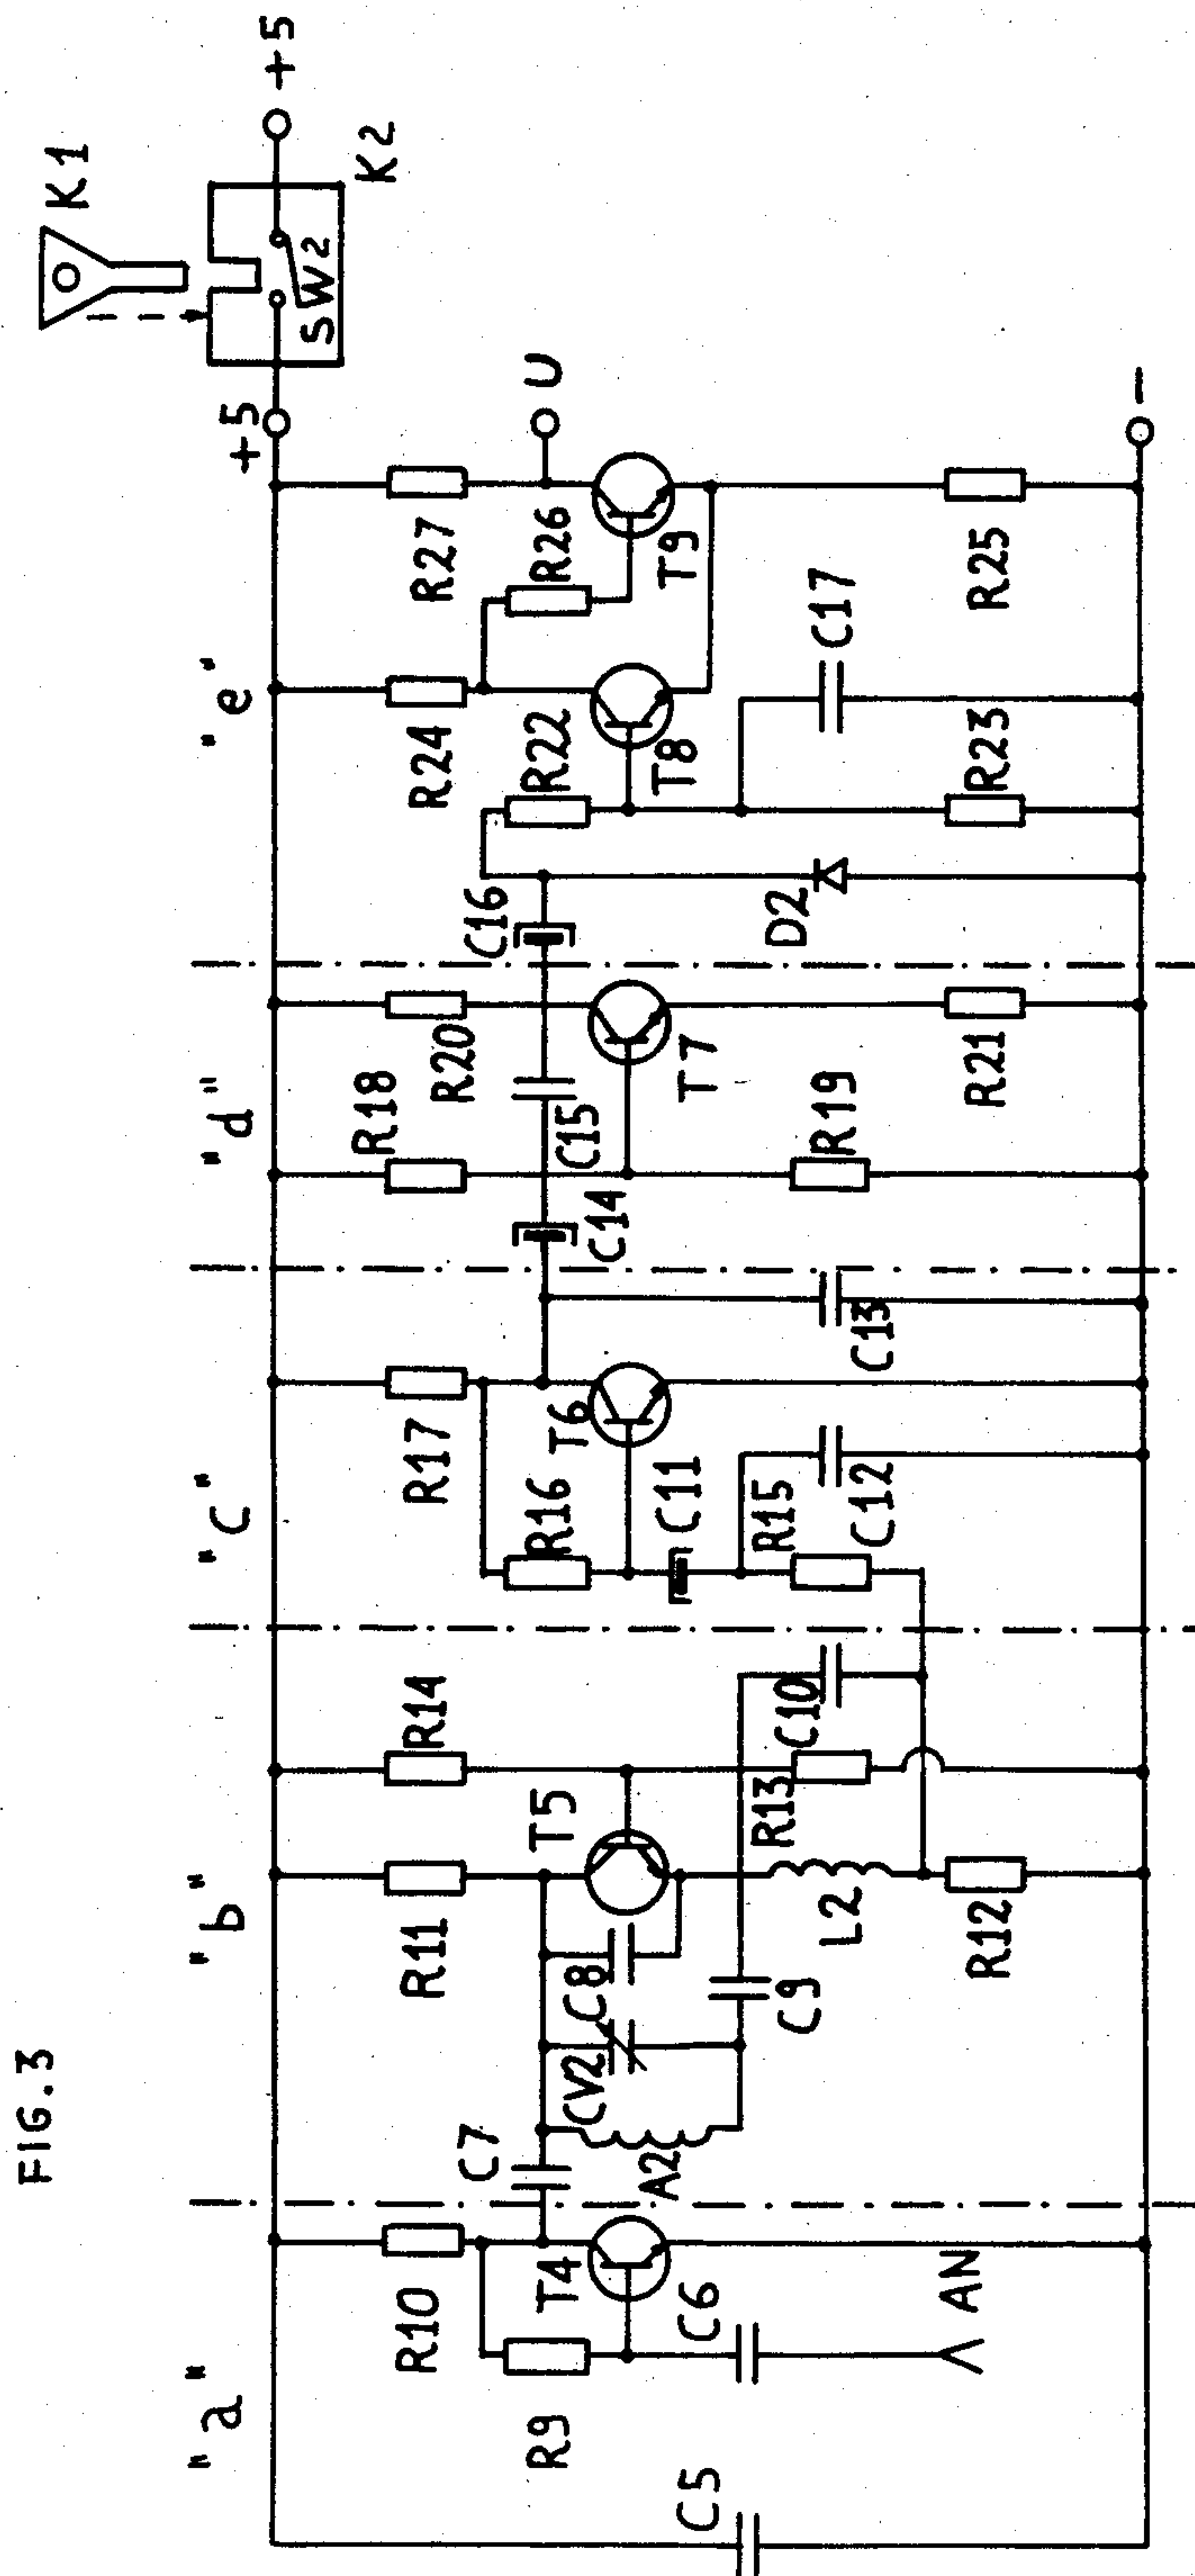 FIG.3
"a"
"b"
"c"
"d"
"e"
K1
+5
+5
SW2
K2
U
-
C5
R9
R10
T4
C6
AN
C7
A2
CV2
C8
R11
T5
R14
C9
L2
R12
R13
C10
R15
C12
C11
R16
R17
T6
C13
C14
C15
R18
R20
T7
R19
R21
C16
D2
R22
R24
T8
R23
C17
R26
R27
T9
R25